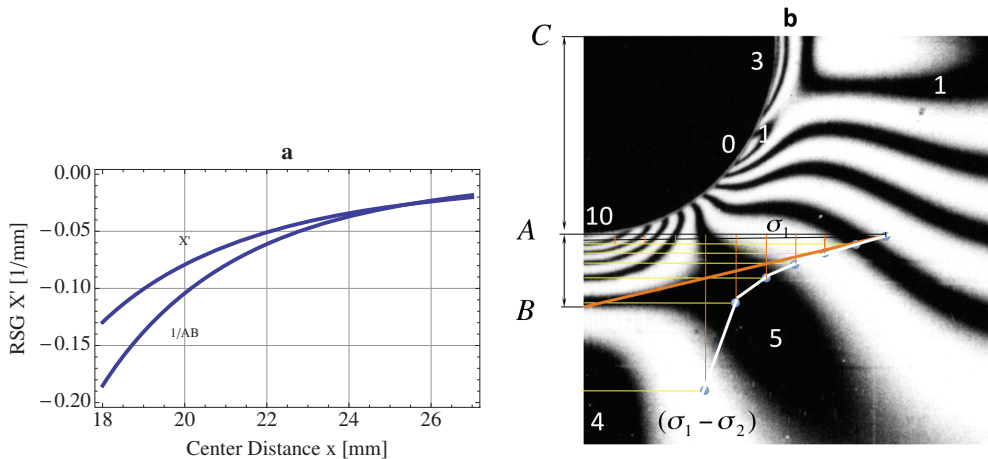 a
RSG X' [1/mm]
0.00
−0.05
−0.10
−0.15
−0.20
X'
1/AB
18
20
22
24
26
Center Distance x [mm]
b
C
3
1
0
1
10
A
σ₁
B
5
4
(σ₁ − σ₂)